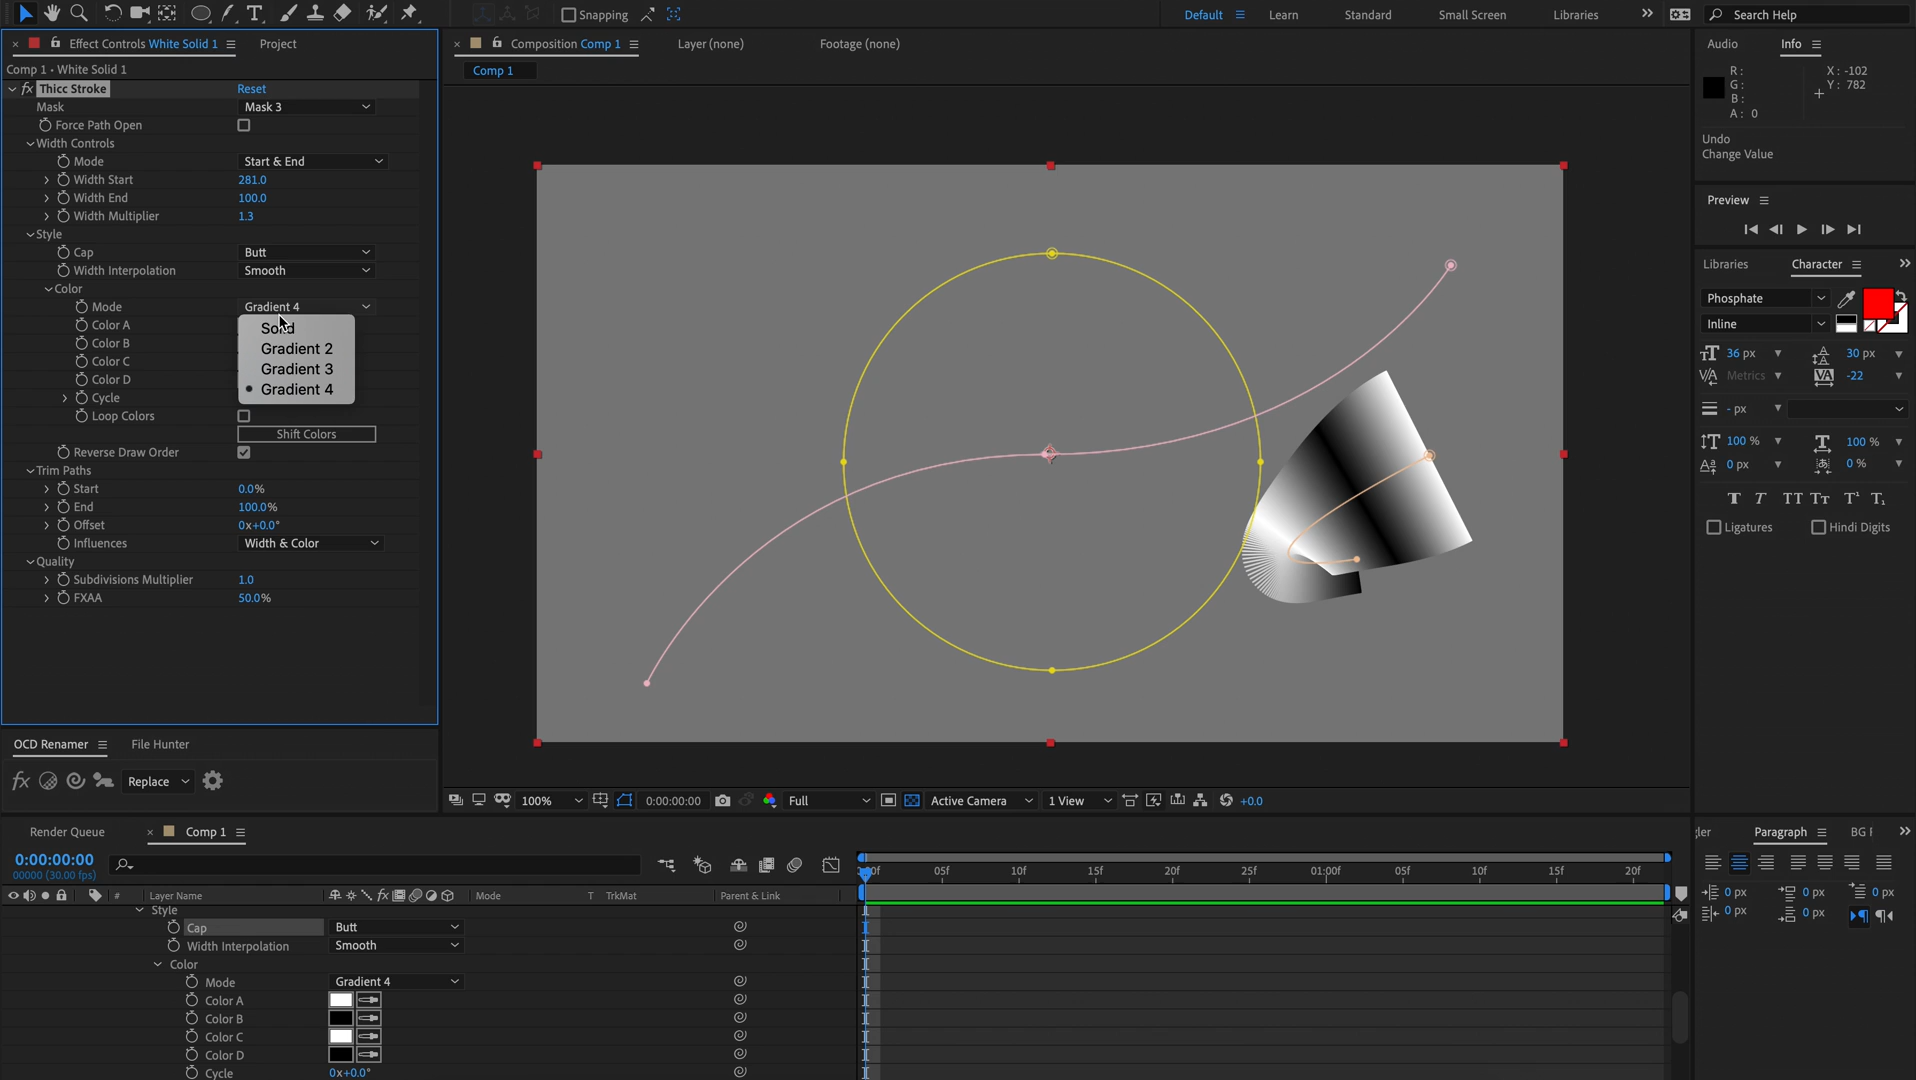 Snapping
Default
Learn
Standard
Small Screen
Libraries
Search Help
Effect Controls White Solid 1
Project
Composition Comp 1
Layer (none)
Footage (none)
Audio
Info
Comp 1 • White Solid 1
Comp 1
R:
G:
B:
A: 0
X: -102
Y: 782
fx Thicc Stroke
Reset
Mask
Mask 3
Force Path Open
Width Controls
Mode
Start & End
Width Start
281.0
Width End
100.0
Width Multiplier
1.3
Undo
Change Value
Preview
Style
Cap
Butt
Width Interpolation
Smooth
Color
Mode
Gradient 4
Color A
Color B
Color C
Color D
Cycle
Loop Colors
Gradient 2
Gradient 3
Gradient 4
Shift Colors
Reverse Draw Order
Trim Paths
Start
0.0%
End
100.0%
Offset
0x+0.0°
Influences
Width & Color
Quality
Subdivisions Multiplier
1.0
FXAA
50.0%
Libraries
Character
Phosphate
Inline
36 px
30 px
Metrics
-22
- px
100 %
100 %
0 px
0 %
Ligatures
Hindi Digits
OCD Renamer
File Hunter
fx
Replace
100%
0:00:00:00
Full
Active Camera
1 View
+0.0
Render Queue
Comp 1
0:00:00:00
00000 (30.00 fps)
05f
10f
15f
20f
25f
01:00f
05f
10f
15f
20f
#
Layer Name
fx
Mode
T
TrkMat
Parent & Link
Style
Cap
Butt
Width Interpolation
Smooth
Color
Mode
Gradient 4
Color A
Color B
Color C
Color D
Cycle
0x+0.0°
Paragraph
0 px
0 px
0 px
0 px
0 px